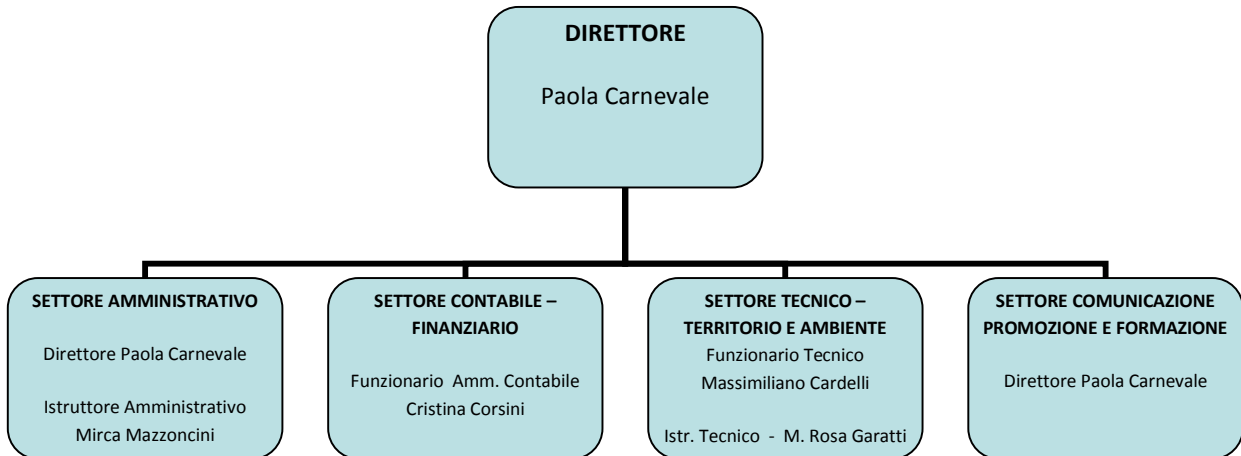 DIRETTORE
Paola Carnevale
SETTORE AMMINISTRATIVO
Direttore Paola Carnevale
Istruttore Amministrativo
Mirca Mazzoncini
SETTORE CONTABILE –
FINANZIARIO
Funzionario Amm. Contabile
Cristina Corsini
SETTORE TECNICO –
TERRITORIO E AMBIENTE
Funzionario Tecnico
Massimiliano Cardelli
Istr. Tecnico - M. Rosa Garatti
SETTORE COMUNICAZIONE
PROMOZIONE E FORMAZIONE
Direttore Paola Carnevale